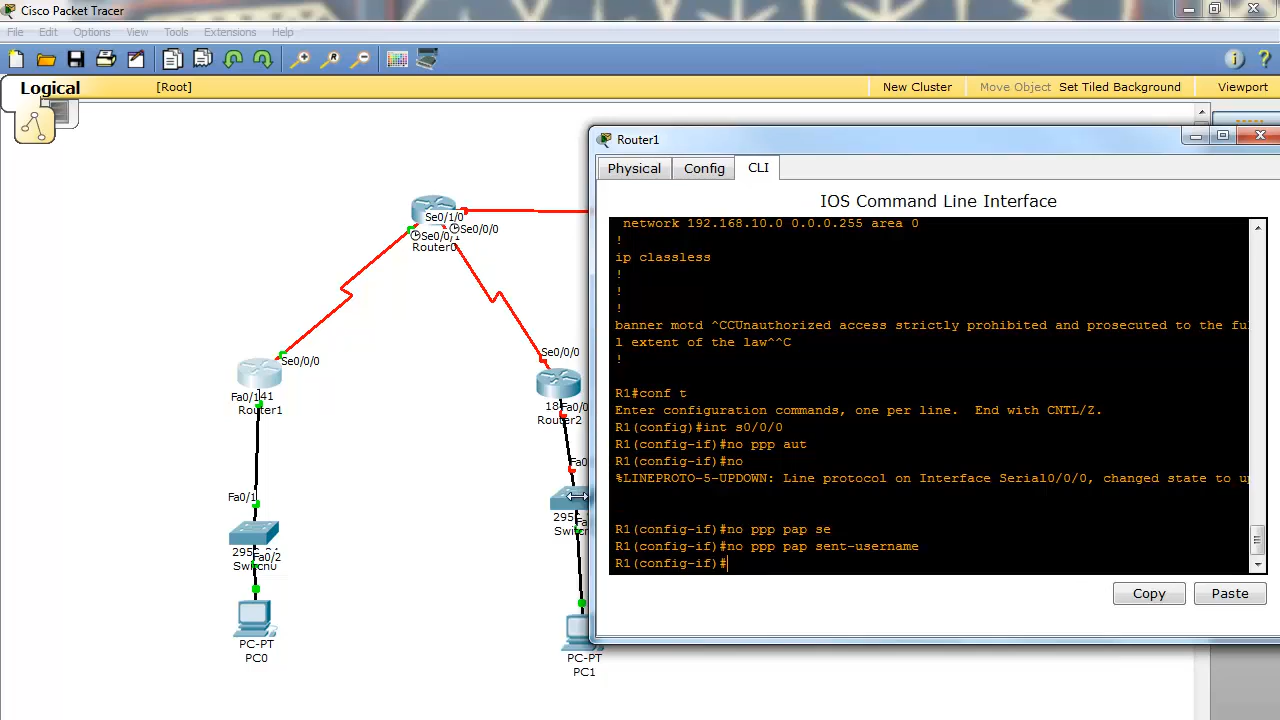 Cisco Packet Tracer
File Edit Options View Tools Extensions Help
Logical
[Root]
New Cluster
Move Object
Set Tiled Background
Viewport
Se0/1/0
Se0/0/0
Router0
Se0/0/0
Fa0/1
41
Router1
Se0/0/0
Router2
Fa0/1
Fa0/2
PC-PT
PC0
PC-PT
PC1
Router1
Physical
Config
CLI
IOS Command Line Interface
network 192.168.10.0 0.0.0.255 area 0
!
ip classless
!
!
!
banner motd ^CCUnauthorized access strictly prohibited and prosecuted to the ful
l extent of the law^^C
!
R1#conf t
Enter configuration commands, one per line. End with CNTL/Z.
R1(config)#int s0/0/0
R1(config-if)#no ppp aut
R1(config-if)#no
%LINEPROTO-5-UPDOWN: Line protocol on Interface Serial0/0/0, changed state to up
R1(config-if)#no ppp pap se
R1(config-if)#no ppp pap sent-username
R1(config-if)#
Copy
Paste